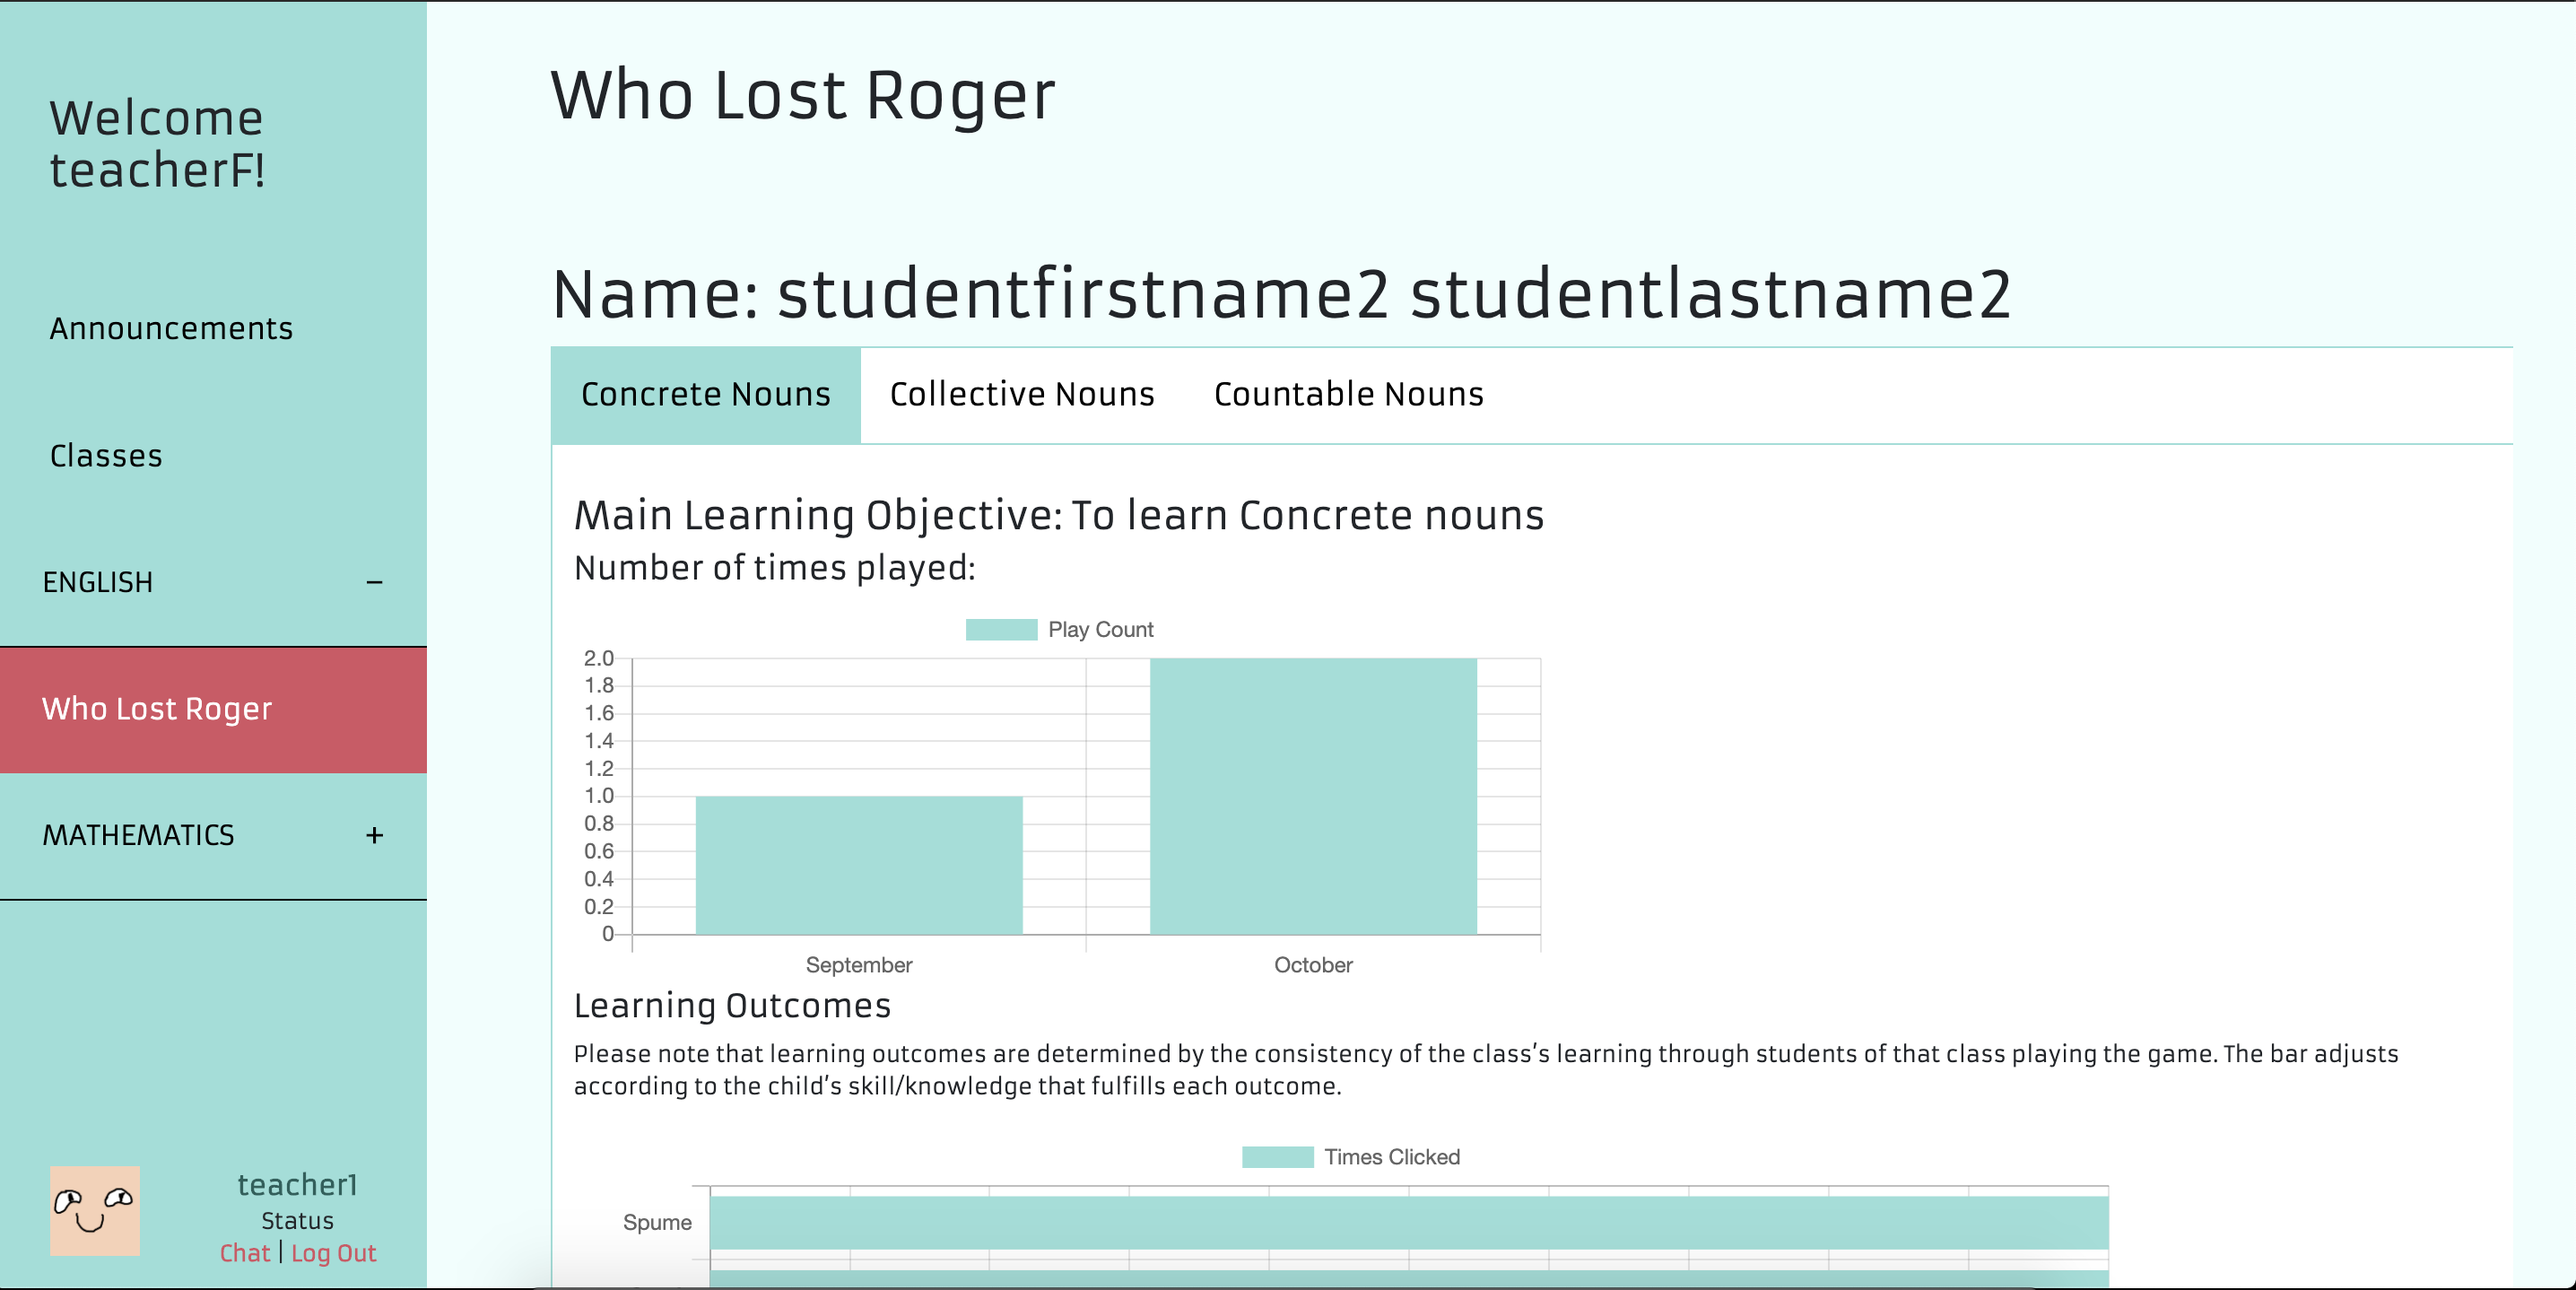 Welcome
teacherF!
Announcements
Classes
ENGLISH −
Who Lost Roger
MATHEMATICS +
teacher1
Status
Chat | Log Out
Who Lost Roger
Name: studentfirstname2 studentlastname2
Concrete Nouns Collective Nouns Countable Nouns
Main Learning Objective: To learn Concrete nouns
Number of times played:
Play Count
2.0
1.8
1.6
1.4
1.2
1.0
0.8
0.6
0.4
0.2
0
September October
Learning Outcomes
Please note that learning outcomes are determined by the consistency of the class’s learning through students of that class playing the game. The bar adjusts
according to the child’s skill/knowledge that fulfills each outcome.
Times Clicked
Spume